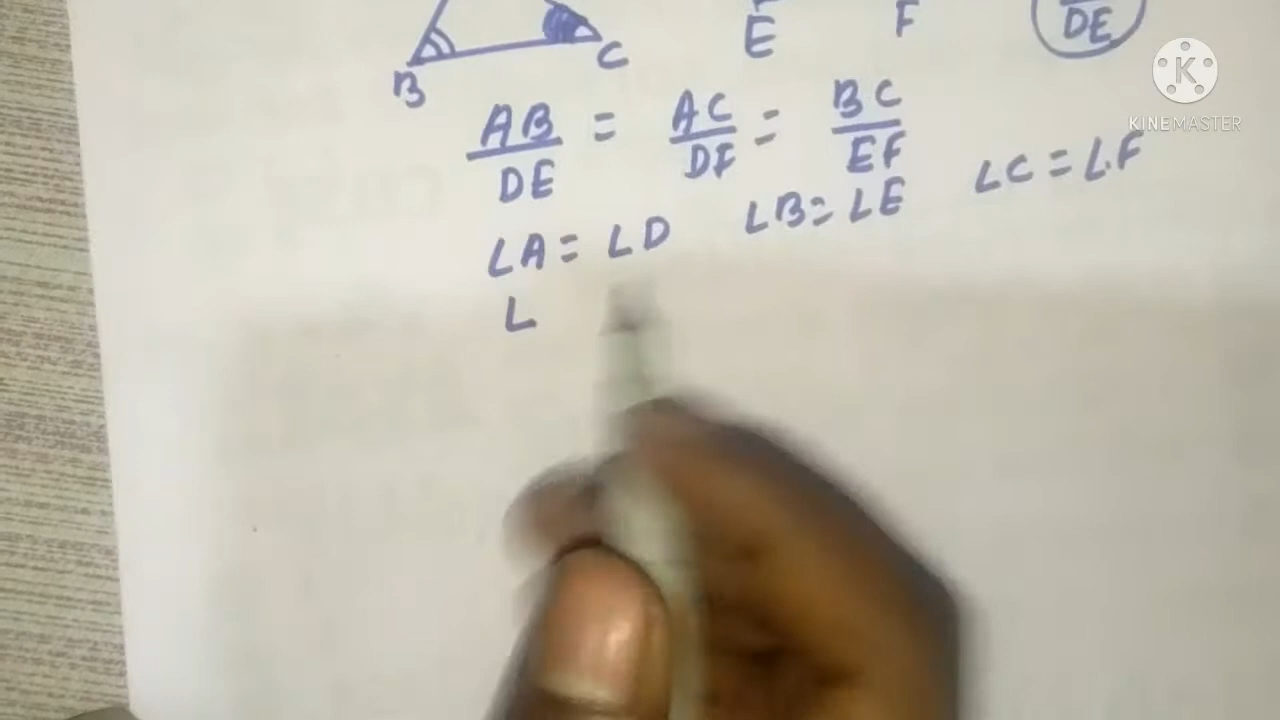 E F DE
B C
AB/DE = AC/DF = BC/EF
∠A = ∠D ∠B = ∠E ∠C = ∠F
L
KINEMASTER